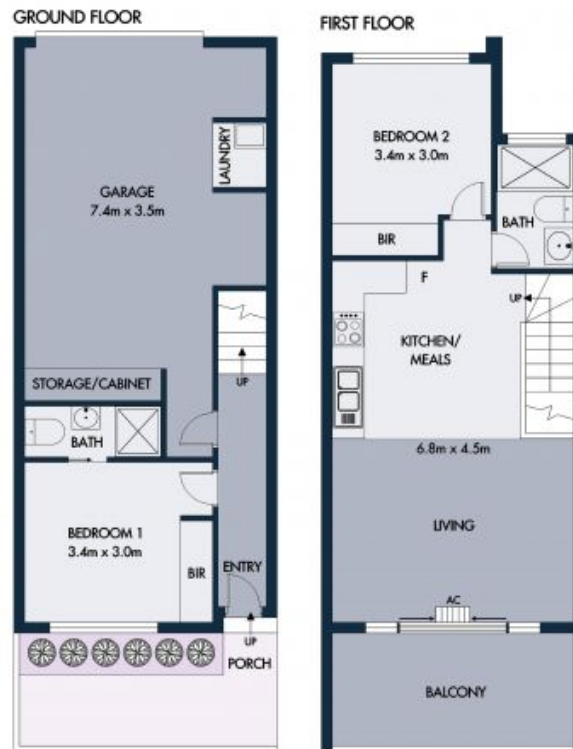 GROUND FLOOR
LAUNDRY
GARAGE
7.4m x 3.5m
STORAGE/CABINET
UP
BATH
BEDROOM 1
3.4m x 3.0m
BIR
ENTRY
UP
PORCH
FIRST FLOOR
BEDROOM 2
3.4m x 3.0m
BATH
BIR
F
UP
KITCHEN/
MEALS
6.8m x 4.5m
LIVING
AC
BALCONY